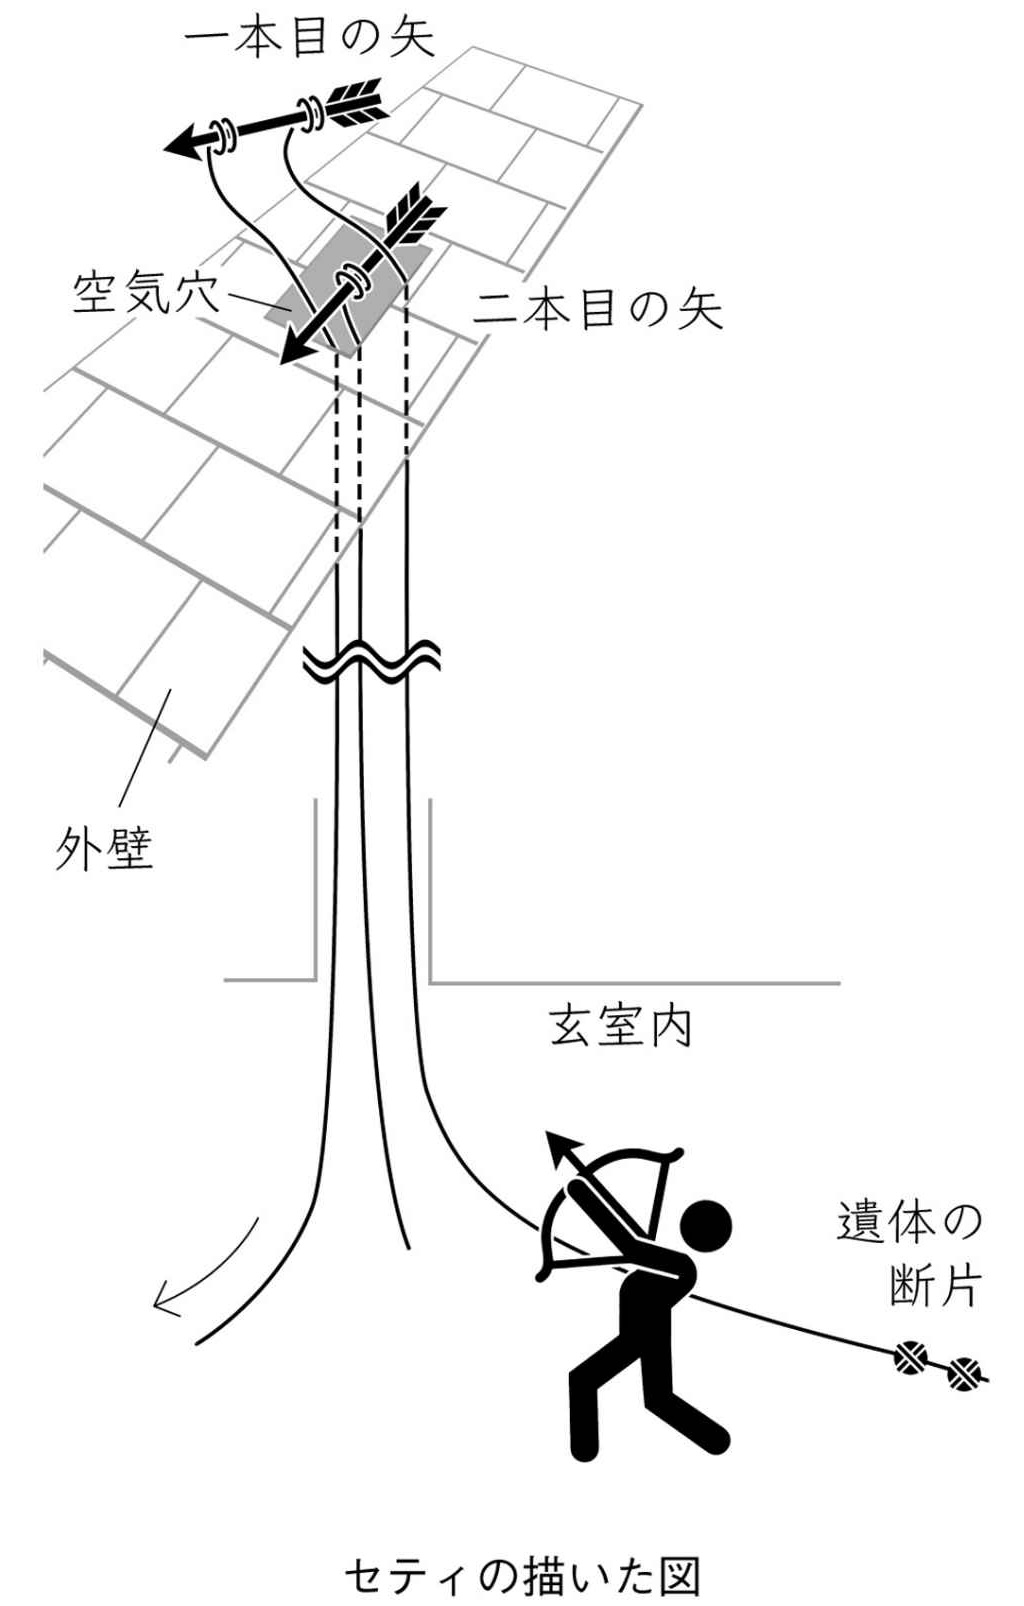 一本目の矢
空気穴
二本目の矢
外壁
玄室内
遺体の
断片
セティの描いた図